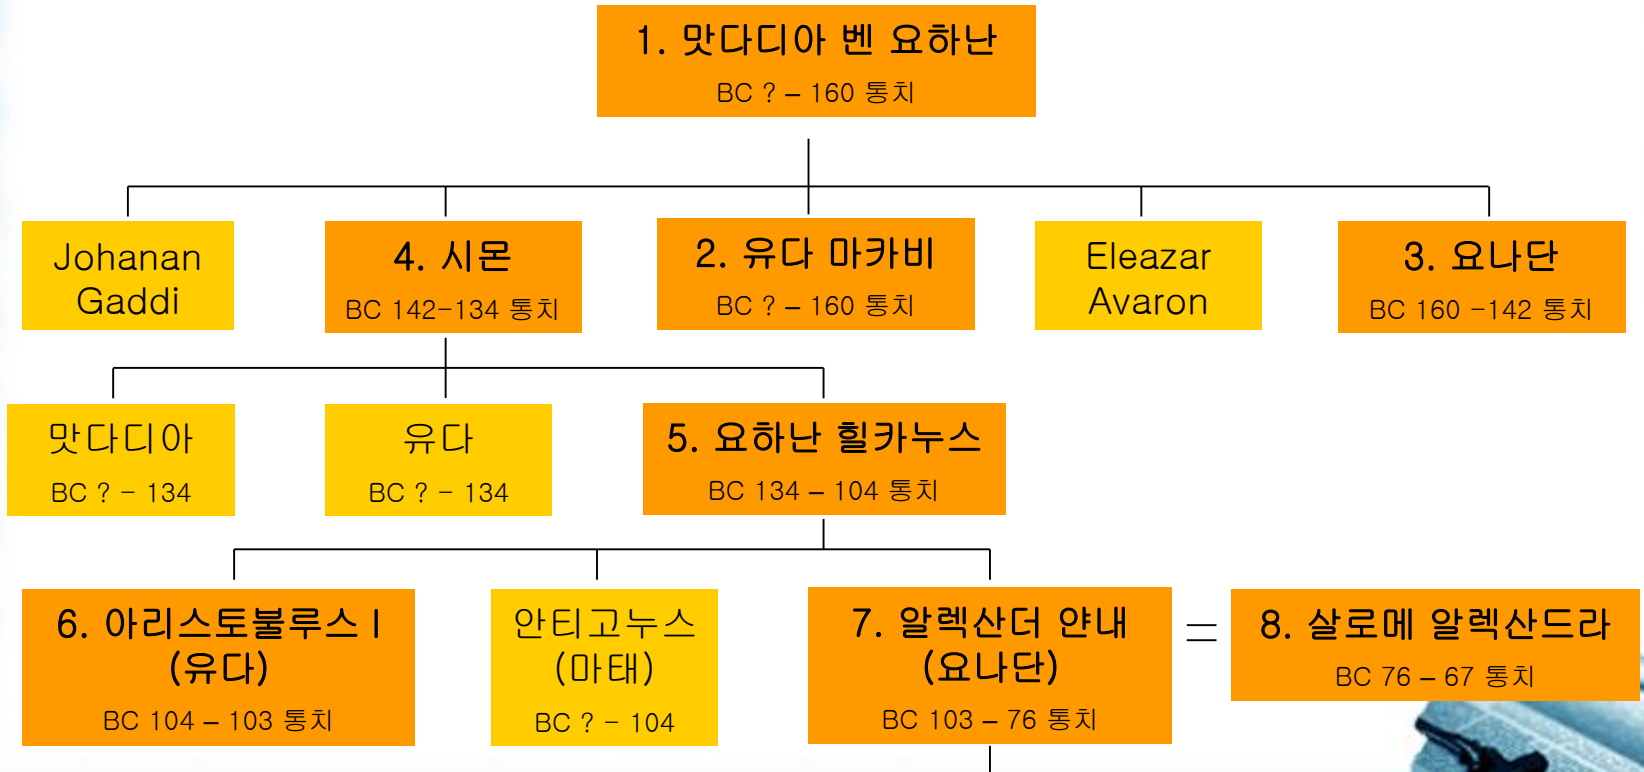 1. 맛다디아 벤 요하난
BC ? – 160 통치
Johanan
Gaddi
4. 시몬
BC 142-134 통치
2. 유다 마카비
BC ? – 160 통치
Eleazar
Avaron
3. 요나단
BC 160 -142 통치
맛다디아
BC ? - 134
유다
BC ? - 134
5. 요하난 힐카누스
BC 134 – 104 통치
6. 아리스토불루스 I
(유다)
BC 104 – 103 통치
안티고누스
(마태)
BC ? - 104
7. 알렉산더 얀내
(요나단)
BC 103 – 76 통치
=
8. 살로메 알렉산드라
BC 76 – 67 통치